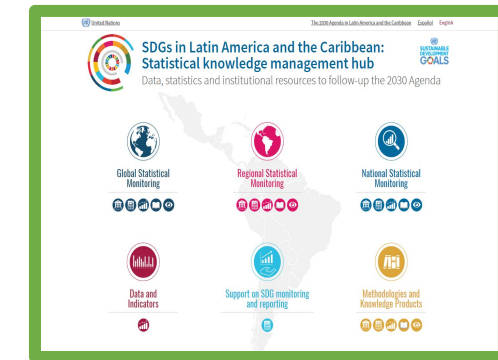 United Nations
The 2030 Agenda in Latin America and the Caribbean Español English
SDGs in Latin America and the Caribbean:
Statistical knowledge management hub
Data, statistics and institutional resources to follow-up the 2030 Agenda
SUSTAINABLE
DEVELOPMENT
GOALS
Global Statistical
Monitoring
Regional Statistical
Monitoring
National Statistical
Monitoring
Data and
Indicators
Support on SDG monitoring
and reporting
Methodologies and
Knowledge Products